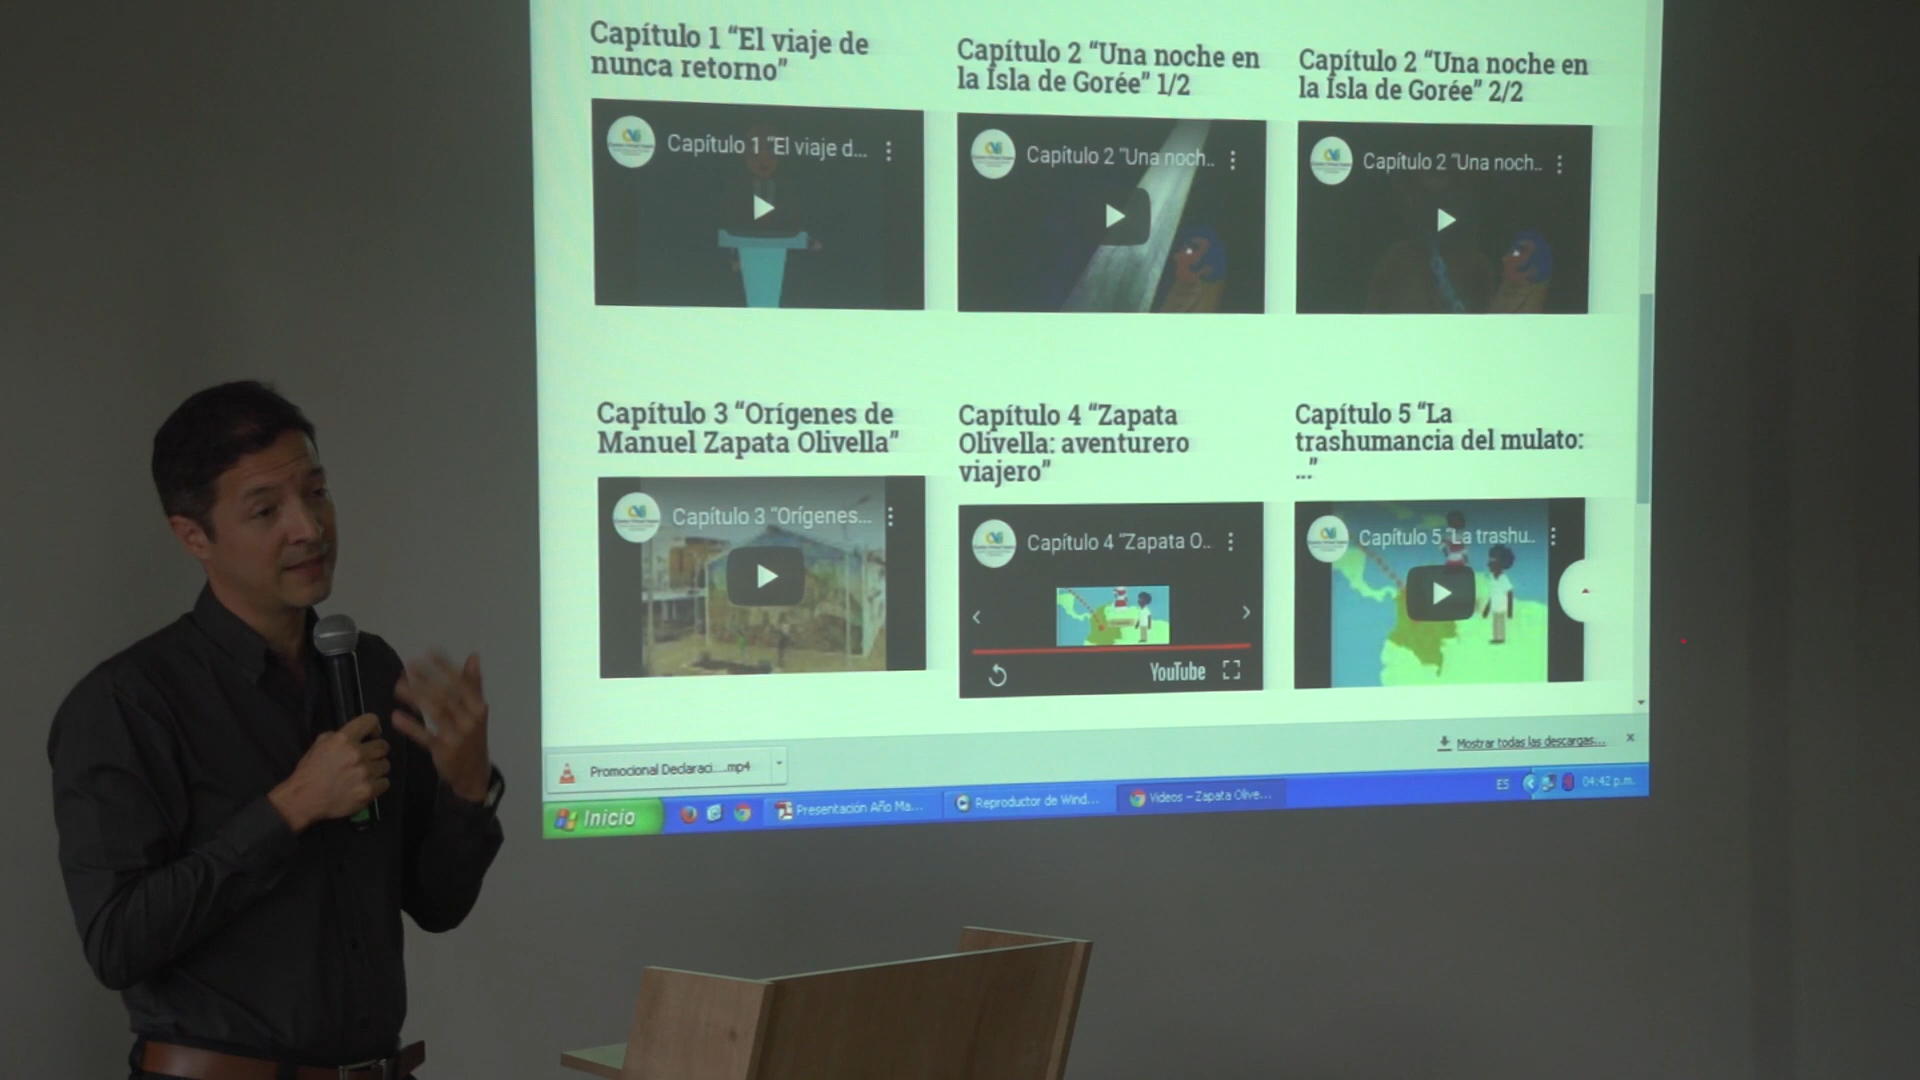 Capítulo 1 “El viaje de
nunca retorno”
Capítulo 2 “Una noche en
la Isla de Gorée” 1/2
Capítulo 2 “Una noche en
la Isla de Gorée” 2/2
Capítulo 1 “El viaje d...
Capítulo 2 “Una noch..
Capítulo 2 “Una noch..
Capítulo 3 “Orígenes de
Manuel Zapata Olivella”
Capítulo 4 “Zapata
Olivella: aventurero
viajero”
Capítulo 5 “La
trashumancia del mulato:
...”
Capítulo 3 “Orígenes...
Capítulo 4 “Zapata O..
Capítulo 5 “La trashu..
YouTube
Mostrar todas las descargas...
Promocional Declaraci....mp4
Inicio
Presentación Año Ma...
Reproductor de Wind...
Videos – Zapata Olive...
ES
04:42 p.m.